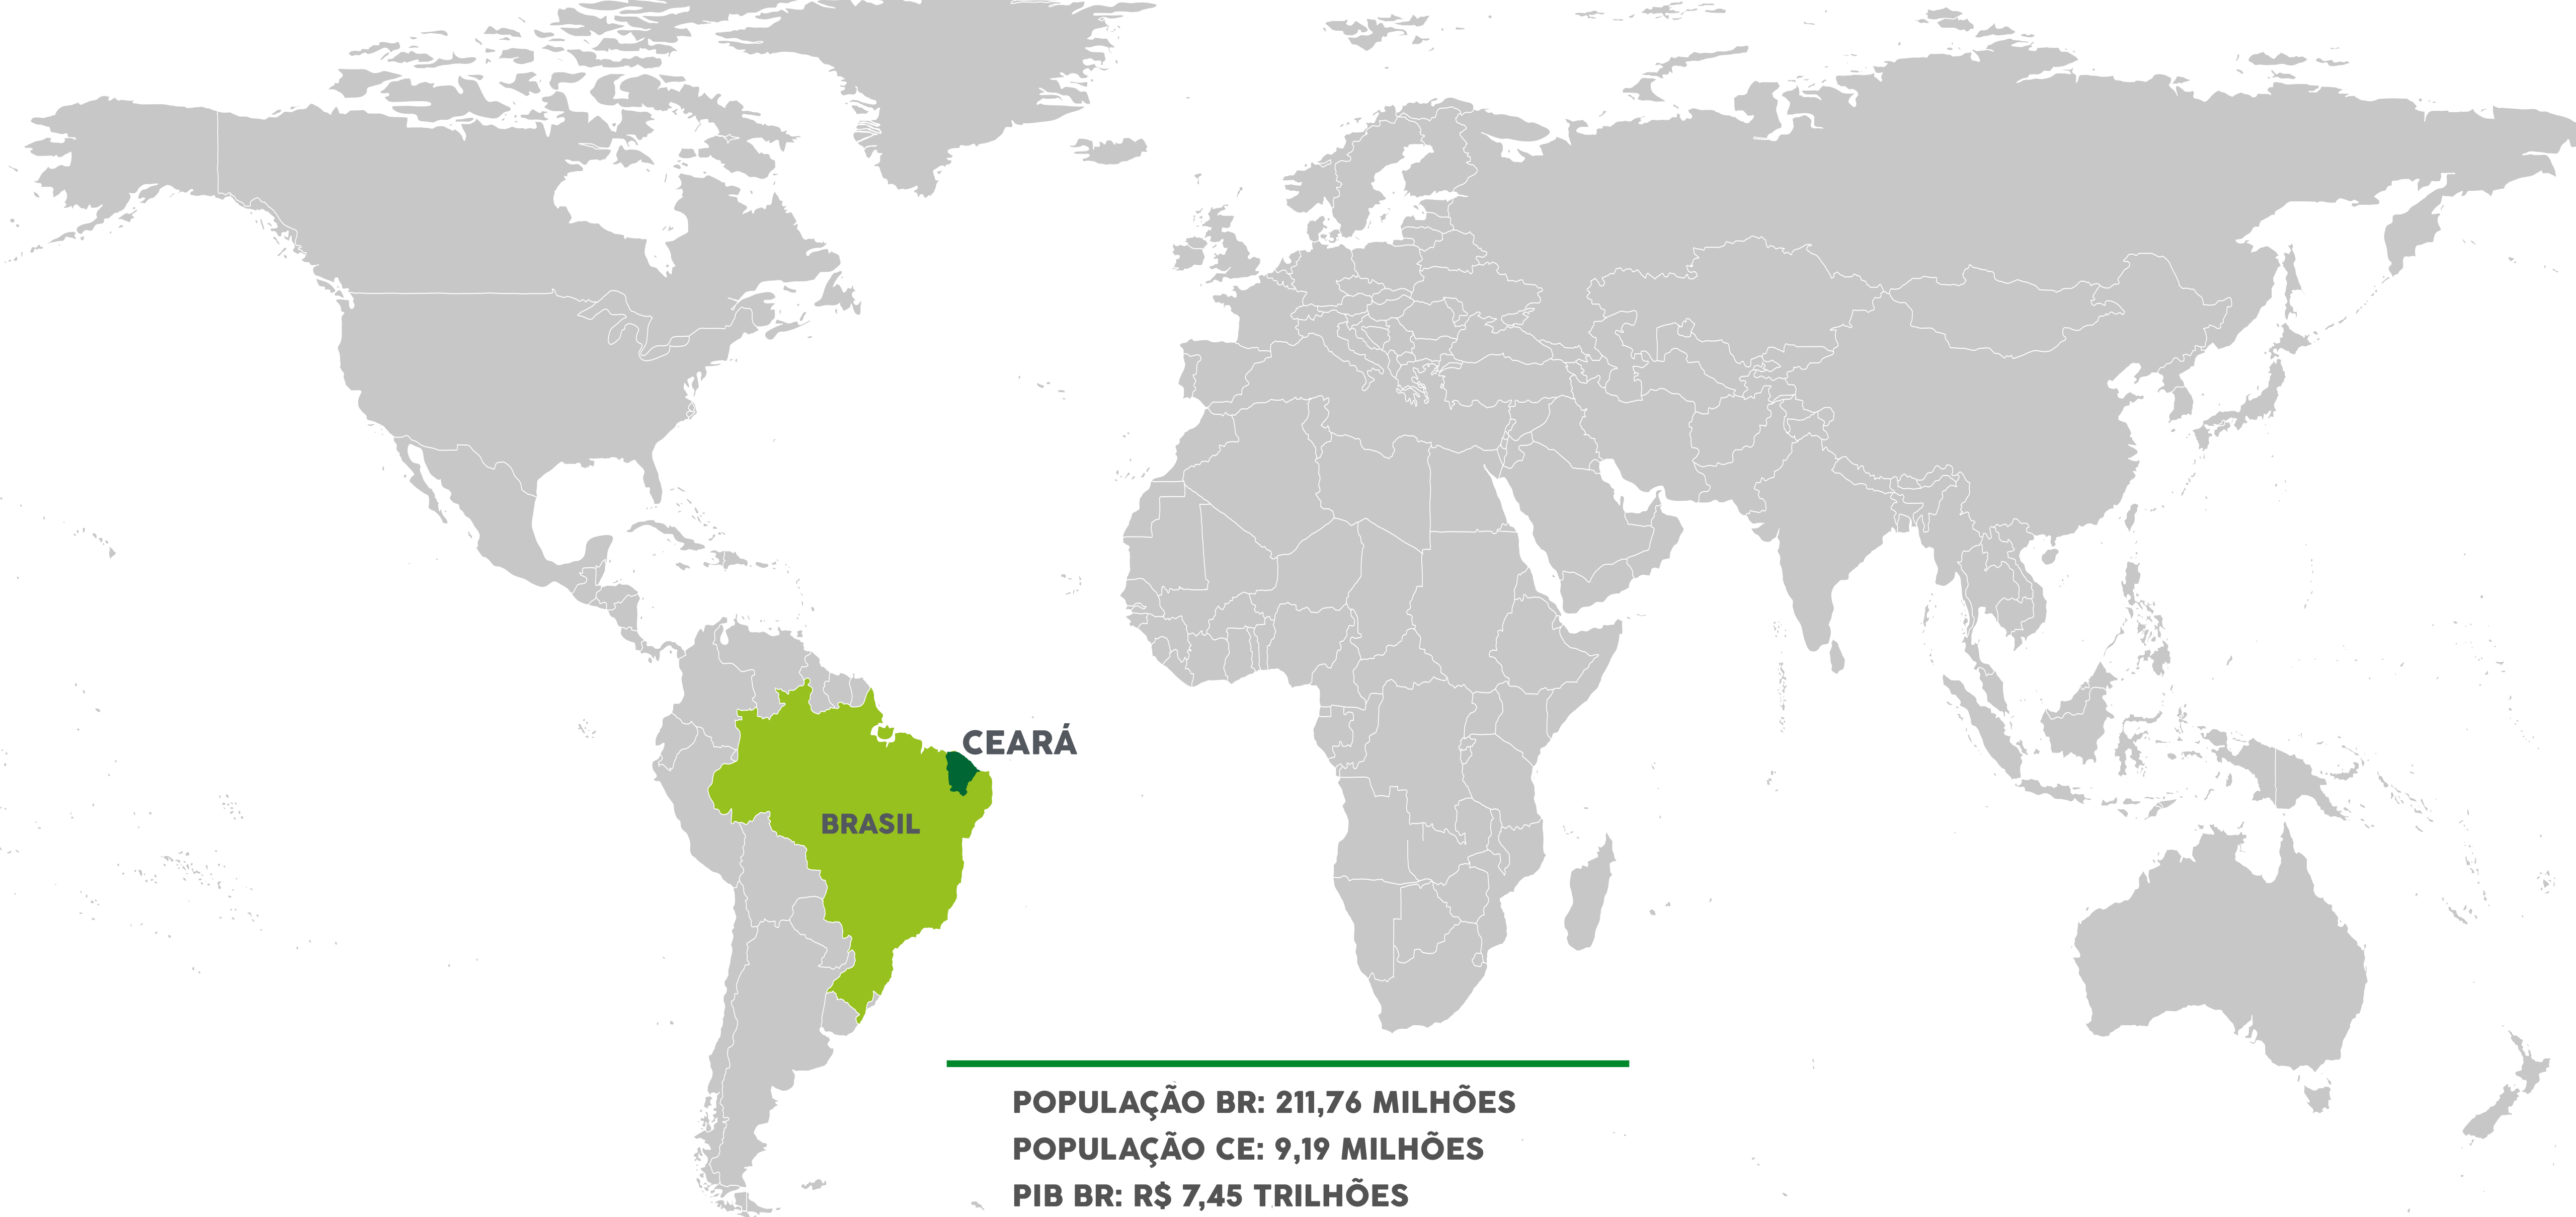 CEARÁ
BRASIL
POPULAÇÃO BR: 211,76 MILHÕES
POPULAÇÃO CE: 9,19 MILHÕES
PIB BR: R$ 7,45 TRILHÕES